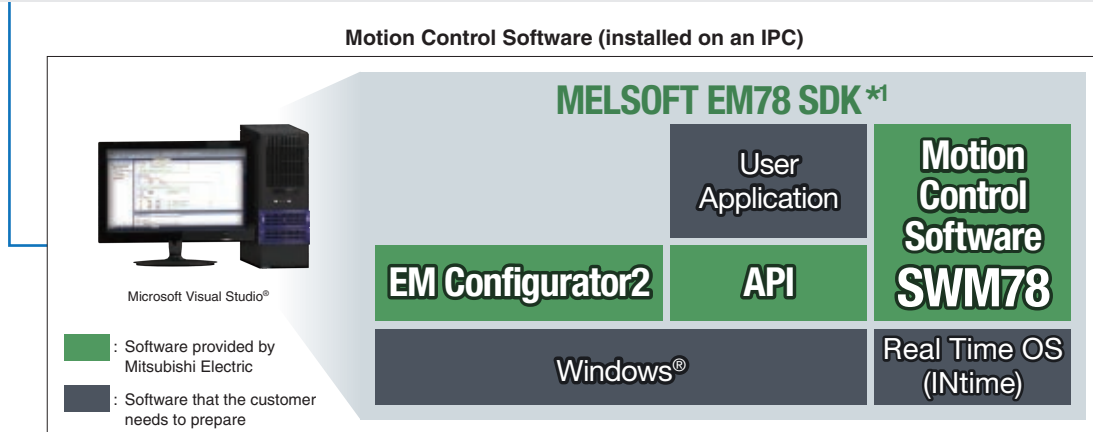 Motion Control Software (installed on an IPC)
MELSOFT EM78 SDK *1
User
Application
Motion
Control
Software
SWM78
EM Configurator2
API
Microsoft Visual Studio®
Windows®
Real Time OS
(INtime)
: Software provided by
Mitsubishi Electric
: Software that the customer
needs to prepare